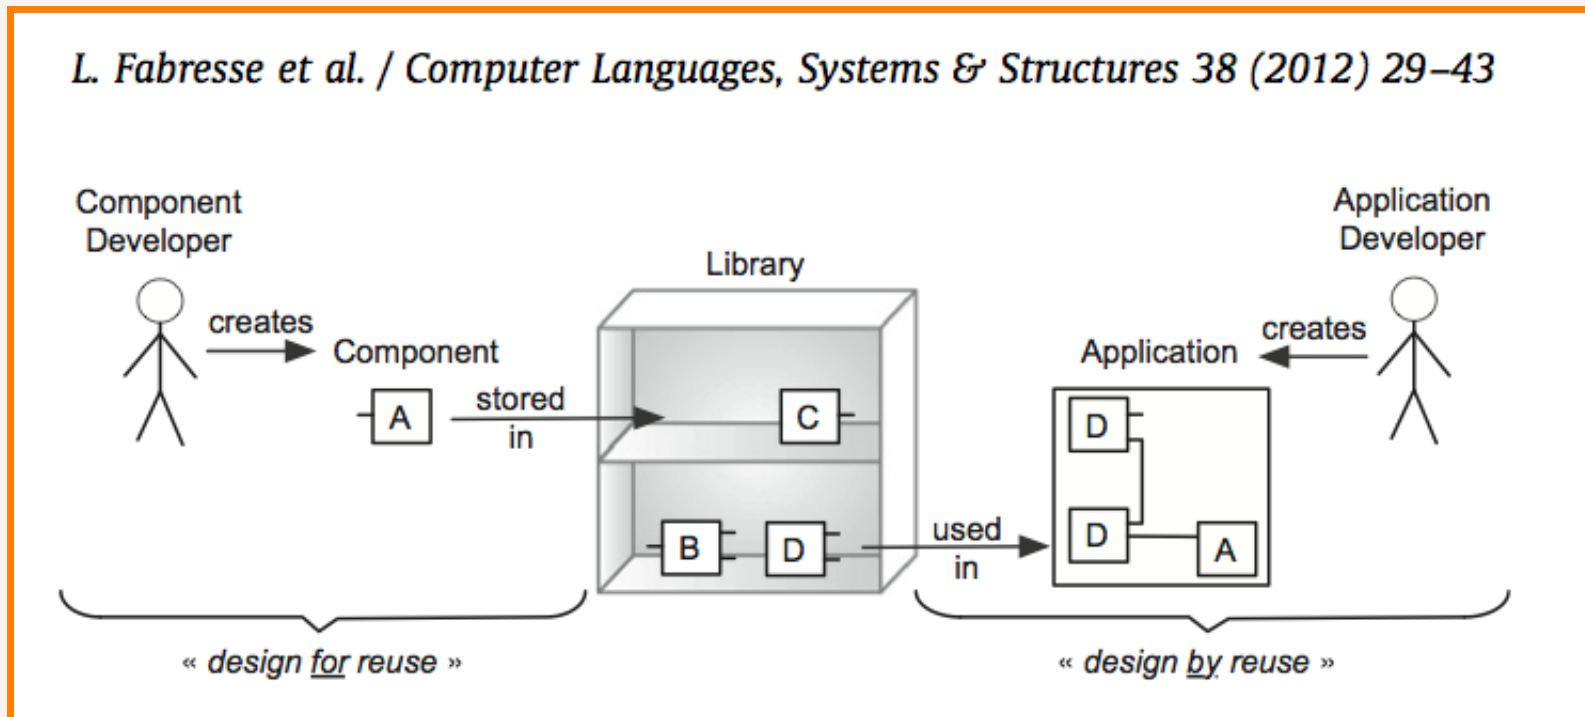 L. Fabresse et al. / Computer Languages, Systems & Structures 38 (2012) 29–43
Component
Developer
creates
Component
A
stored
in
Library
C
B
D
used
in
Application
Developer
creates
Application
D
D
A
« design for reuse »
« design by reuse »